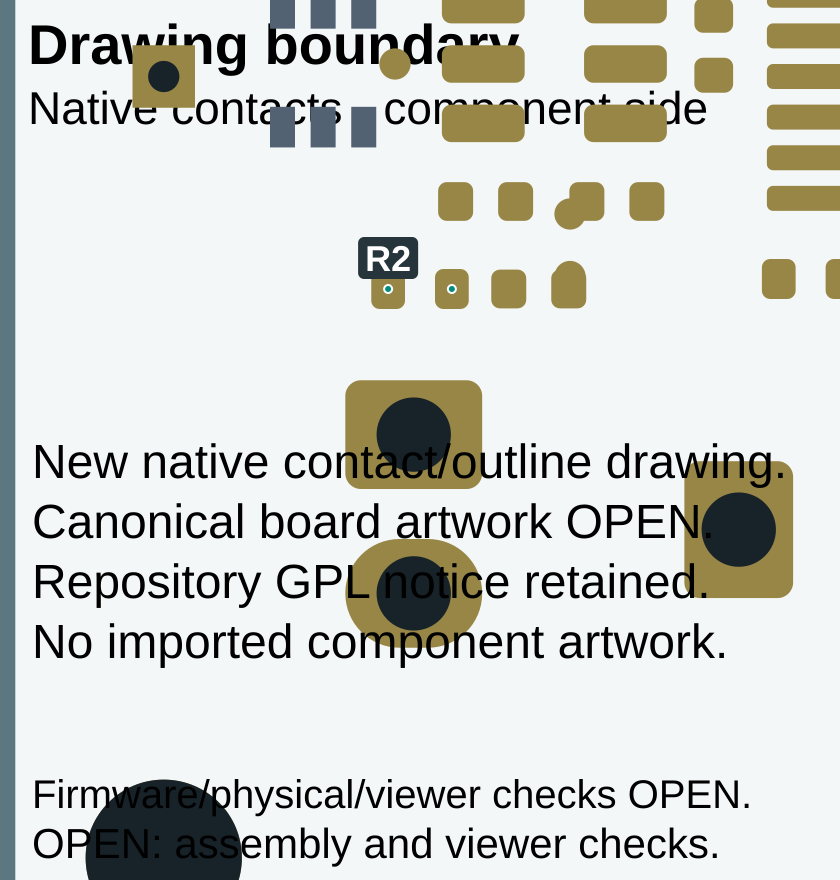 Drawing boundary
Native contacts component side
R2
New native contact/outline drawing.
Canonical board artwork OPEN.
Repository GPL notice retained.
No imported component artwork.
Firmware/physical/viewer checks OPEN.
OPEN: assembly and viewer checks.